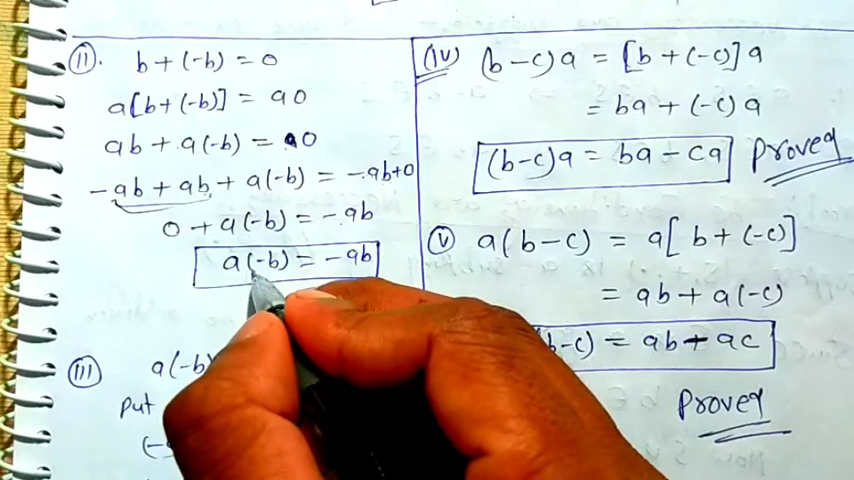 (ii). b + (-b) = 0
a[b + (-b)] = a0
ab + a(-b) = 0
-ab + ab + a(-b) = -ab+0
0 + a(-b) = -ab
a(-b) = -ab
(iii) a(-b)
Put
(iv) (b-c)a = [b + (-c)]a
= ba + (-c)a
(b-c)a = ba - ca Proved
(v) a(b-c) = a[b + (-c)]
= ab + a(-c)
b-c) = ab - ac
Proved